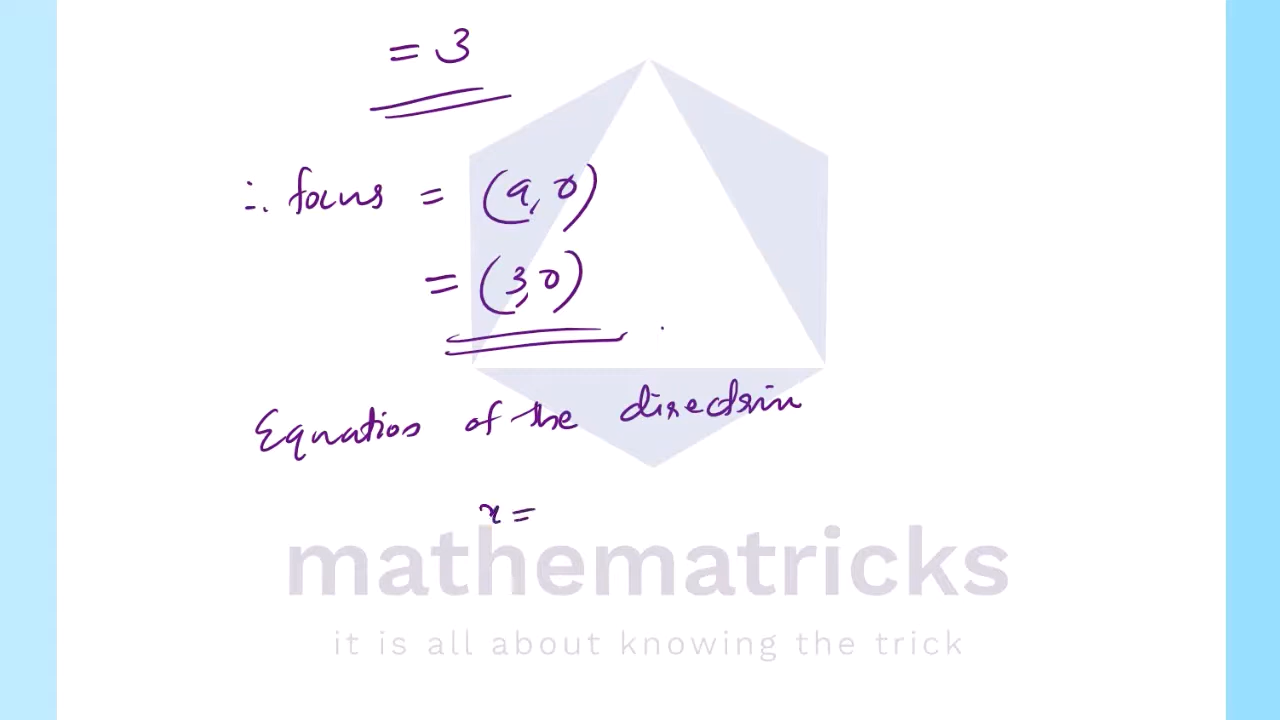 = 3
∴ focus = (a, 0)
= (3, 0)
Equation of the directrix
x =
mathematricks
it is all about knowing the trick